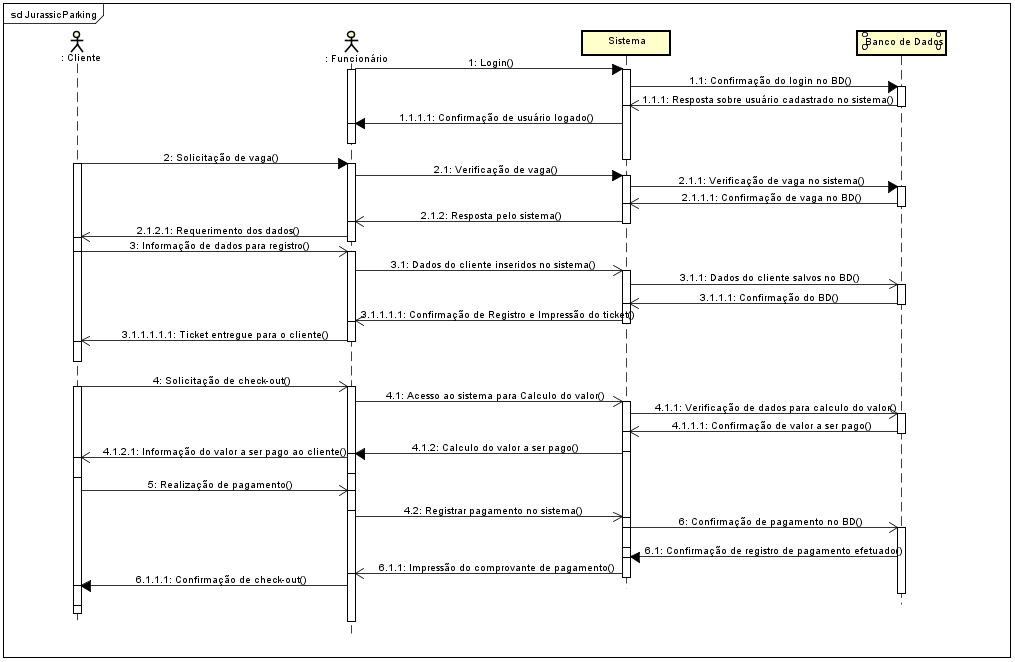 sd JurassicParking
: Cliente
: Funcionário
Sistema
Banco de Dados
1: Login()
1.1: Confirmação do login no BD()
1.1.1: Resposta sobre usuário cadastrado no sistema()
1.1.1.1: Confirmação de usuário logado()
2: Solicitação de vaga()
2.1: Verificação de vaga()
2.1.1: Verificação de vaga no sistema()
2.1.1.1: Confirmação de vaga no BD()
2.1.2: Resposta pelo sistema()
2.1.2.1: Requerimento dos dados()
3: Informação de dados para registro()
3.1: Dados do cliente inseridos no sistema()
3.1.1: Dados do cliente salvos no BD()
3.1.1.1: Confirmação do BD()
3.1.1.1.1: Confirmação de Registro e Impressão do ticket()
3.1.1.1.1.1: Ticket entregue para o cliente()
4: Solicitação de check-out()
4.1: Acesso ao sistema para Calculo do valor()
4.1.1: Verificação de dados para calculo do valor()
4.1.1.1: Confirmação de valor a ser pago()
4.1.2: Calculo do valor a ser pago()
4.1.2.1: Informação do valor a ser pago ao cliente()
5: Realização de pagamento()
4.2: Registrar pagamento no sistema()
6: Confirmação de pagamento no BD()
6.1: Confirmação de registro de pagamento efetuado()
6.1.1: Impressão do comprovante de pagamento()
6.1.1.1: Confirmação de check-out()